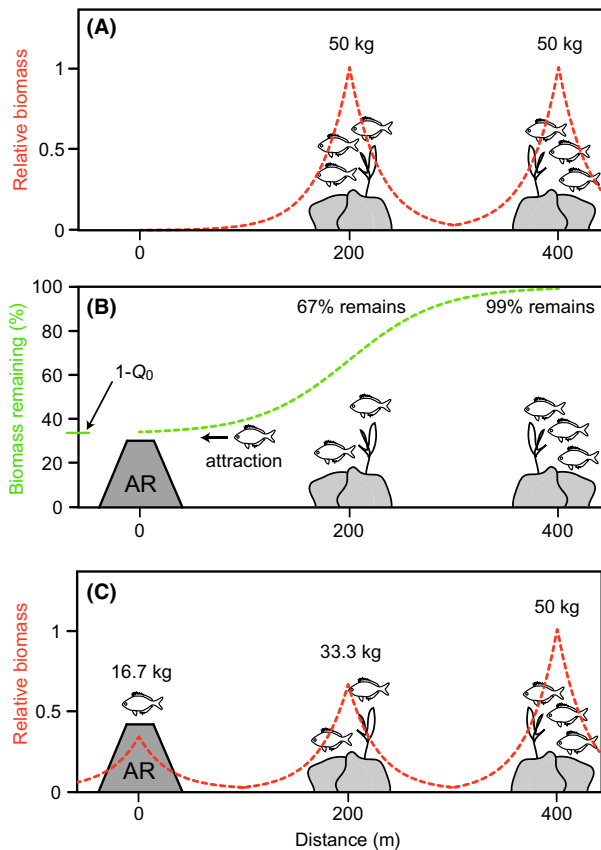 (A)
50 kg 50 kg
Relative biomass
1
0.5
0
0 200 400
(B)
67% remains 99% remains
Biomass remaining (%)
100
80
60
40
20
0
1-Q0
attraction
AR
0 200 400
(C)
50 kg
33.3 kg
16.7 kg
Relative biomass
1
0.5
0
AR
0 200 400
Distance (m)